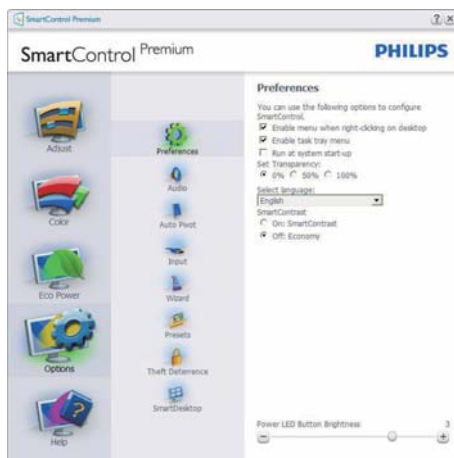 SmartControl Premium
? x
SmartControl Premium
PHILIPS
Adjust
Color
Eco Power
Options
Help
Preferences
Audio
Auto Pivot
Input
Wizard
Presets
Theft Deterrence
SmartDesktop
Preferences
You can use the following options to configure
SmartControl.
Enable menu when right-clicking on desktop
Enable task tray menu
Run at system start-up
Set Transparency:
0% 50% 100%
Select language:
English
SmartContrast
On: SmartContrast
Off: Economy
Power LED Button Brightness 3